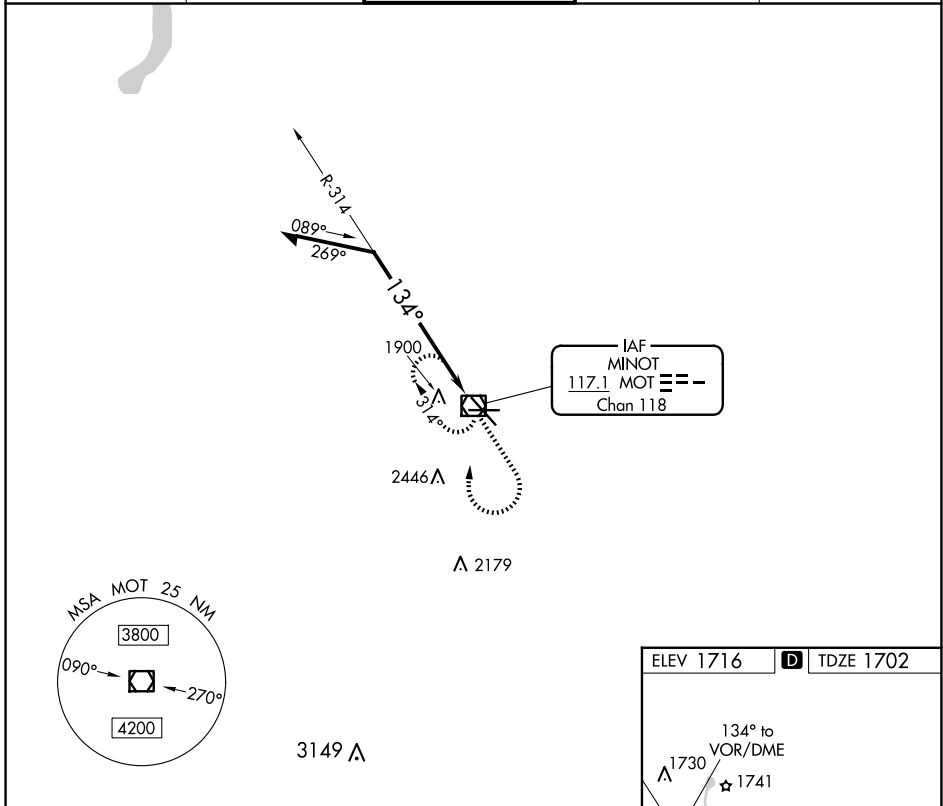 R-314
089°
269°
134°
1900
314°
IAF
MINOT
117.1 MOT
Chan 118
2446
2179
MSA MOT 25 NM
3800
090°
270°
4200
3149
ELEV 1716 D TDZE 1702
134° to
VOR/DME
1730
1741